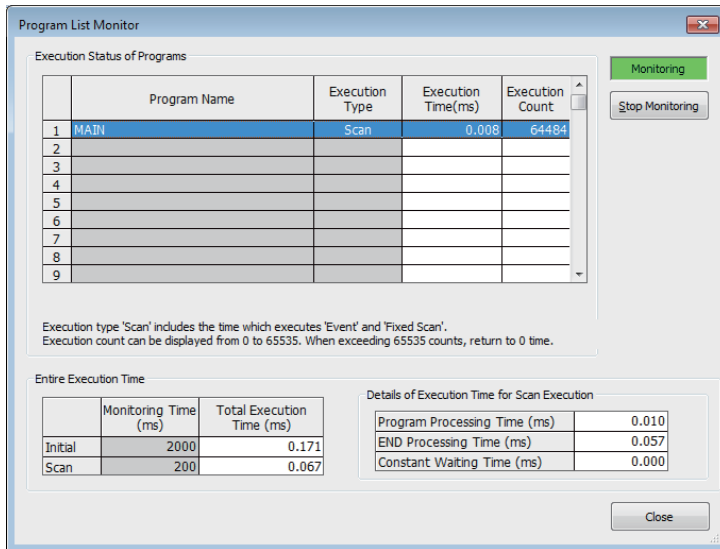 Program List Monitor
Execution Status of Programs
Program Name Execution Type Execution Time(ms) Execution Count
1 MAIN Scan 0.008 64484
2
3
4
5
6
7
8
9
Execution type 'Scan' includes the time which executes 'Event' and 'Fixed Scan'.
Execution count can be displayed from 0 to 65535. When exceeding 65535 counts, return to 0 time.
Monitoring
Stop Monitoring
Entire Execution Time
Monitoring Time (ms) Total Execution Time (ms)
Initial 2000 0.171
Scan 200 0.067
Details of Execution Time for Scan Execution
Program Processing Time (ms) 0.010
END Processing Time (ms) 0.057
Constant Waiting Time (ms) 0.000
Close